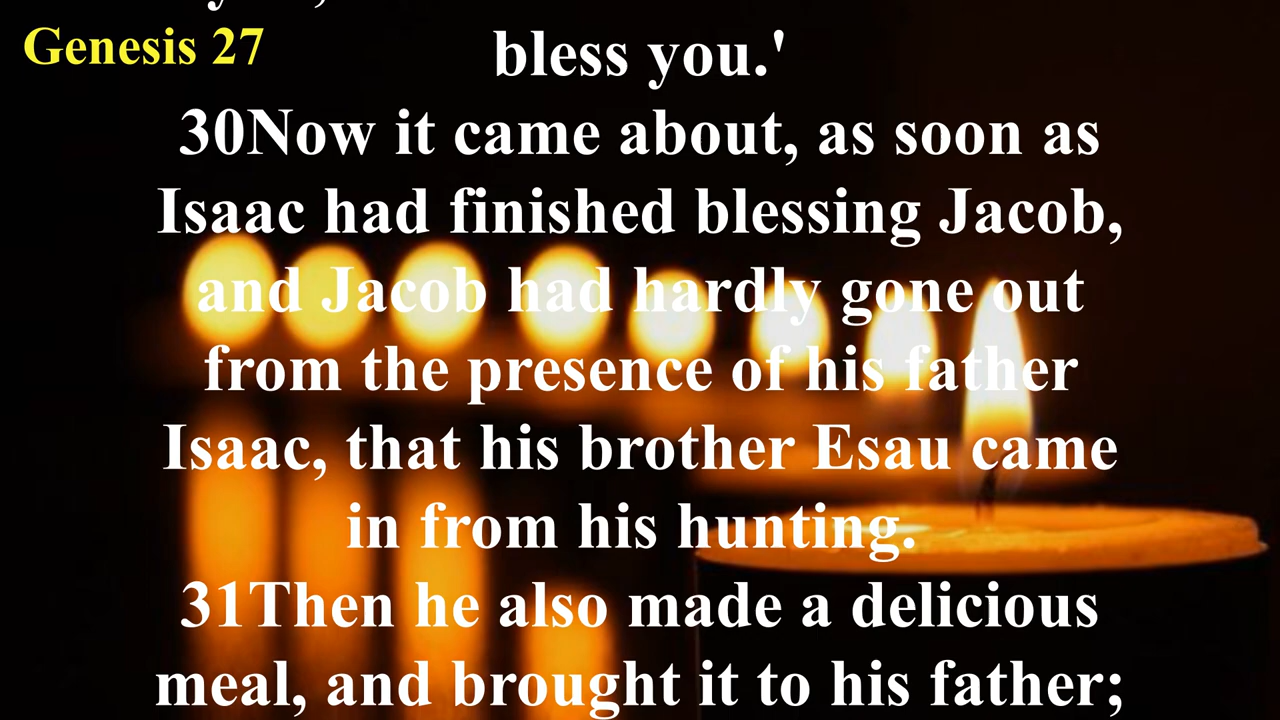 Genesis 27
bless you.'
30Now it came about, as soon as
Isaac had finished blessing Jacob,
and Jacob had hardly gone out
from the presence of his father
Isaac, that his brother Esau came
in from his hunting.
31Then he also made a delicious
meal, and brought it to his father;